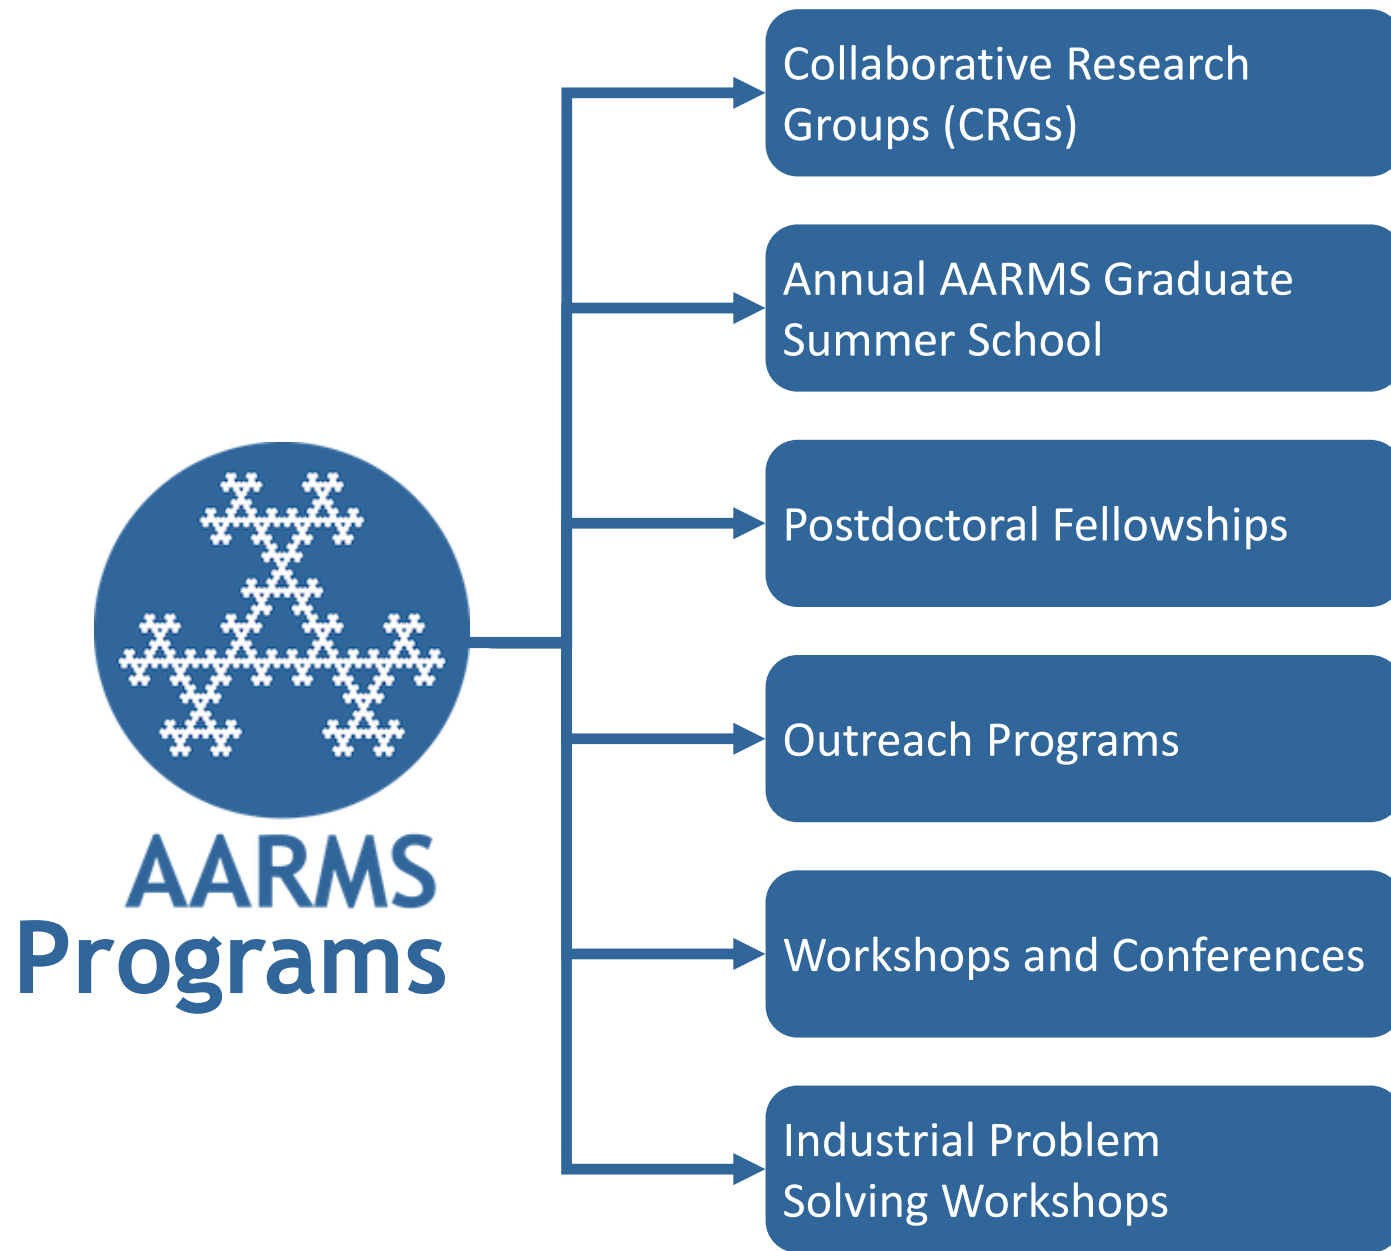 Collaborative Research
Groups (CRGs)
Annual AARMS Graduate
Summer School
Postdoctoral Fellowships
Outreach Programs
Workshops and Conferences
Industrial Problem
Solving Workshops
AARMS
Programs